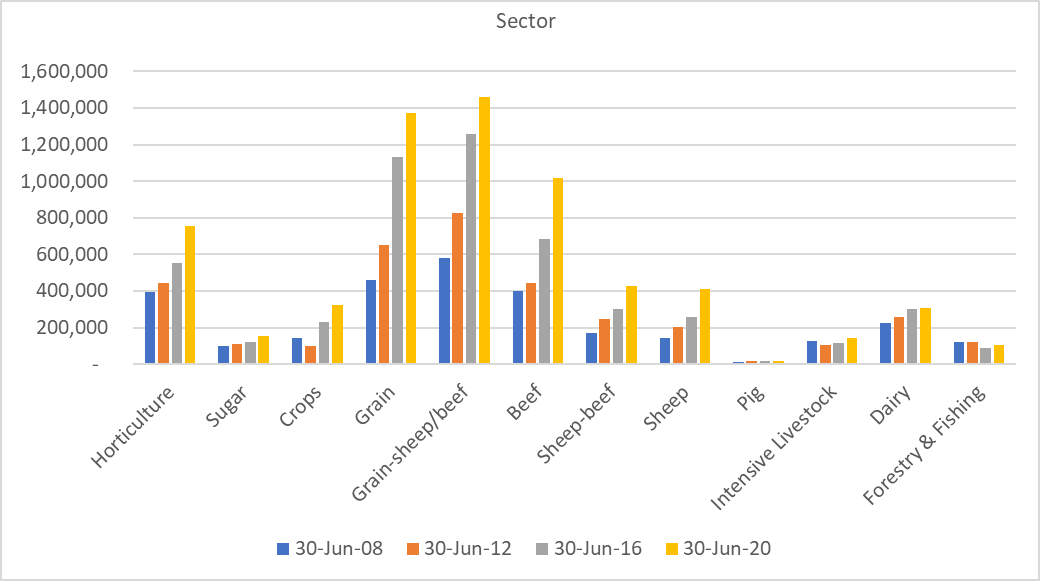 Sector
1,600,000
1,400,000
1,200,000
1,000,000
800,000
600,000
400,000
200,000
-
Horticulture
Sugar
Crops
Grain
Grain-sheep/beef
Beef
Sheep-beef
Sheep
Pig
Intensive Livestock
Dairy
Forestry & Fishing
30-Jun-08 30-Jun-12 30-Jun-16 30-Jun-20